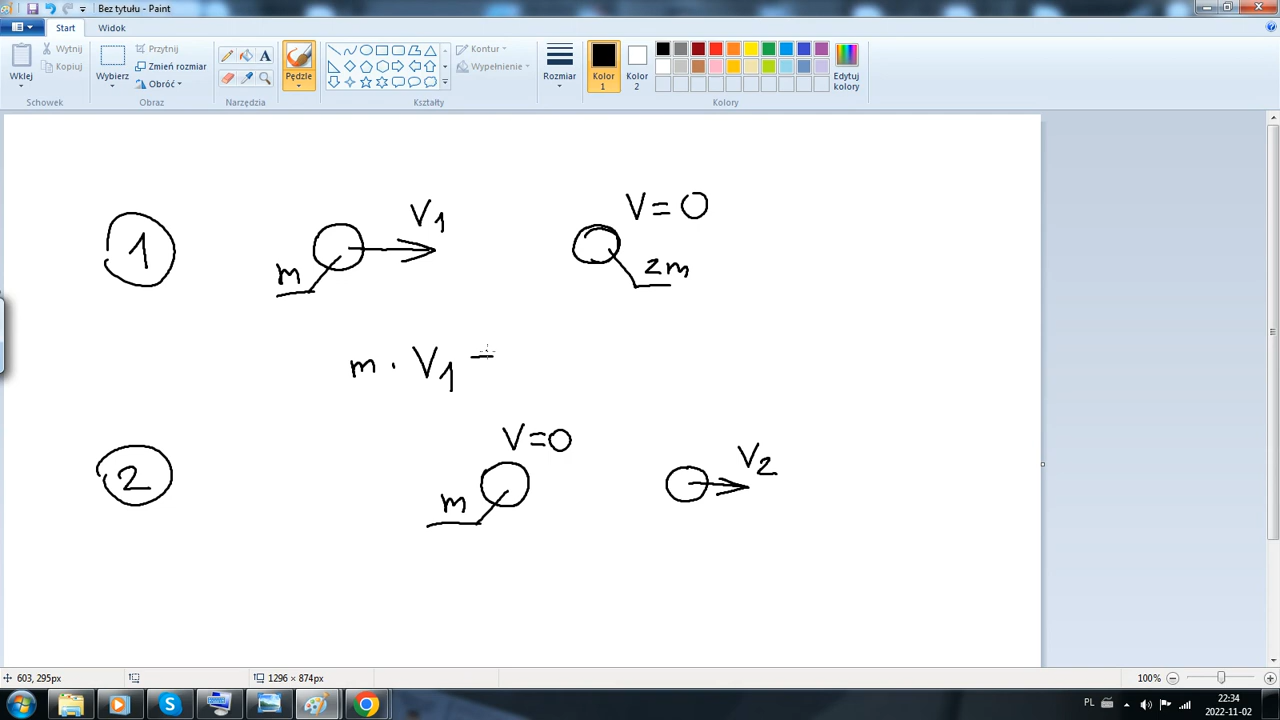 Bez tytułu - Paint
Start Widok
Wklej
Wytnij
Kopiuj
Schowek
Wybierz
Przytnij
Zmień rozmiar
Obróć
Obraz
A
Narzędzia
Pędzle
Kontur
Wypełnienie
Kształty
Rozmiar
Kolor 1
Kolor 2
Edytuj kolory
Kolory
1
V1
m
V = 0
2m
m · V1 =
2
V=0
m
V2
603, 295px
1296 × 874px
100%
PL
22:34
2022-11-02